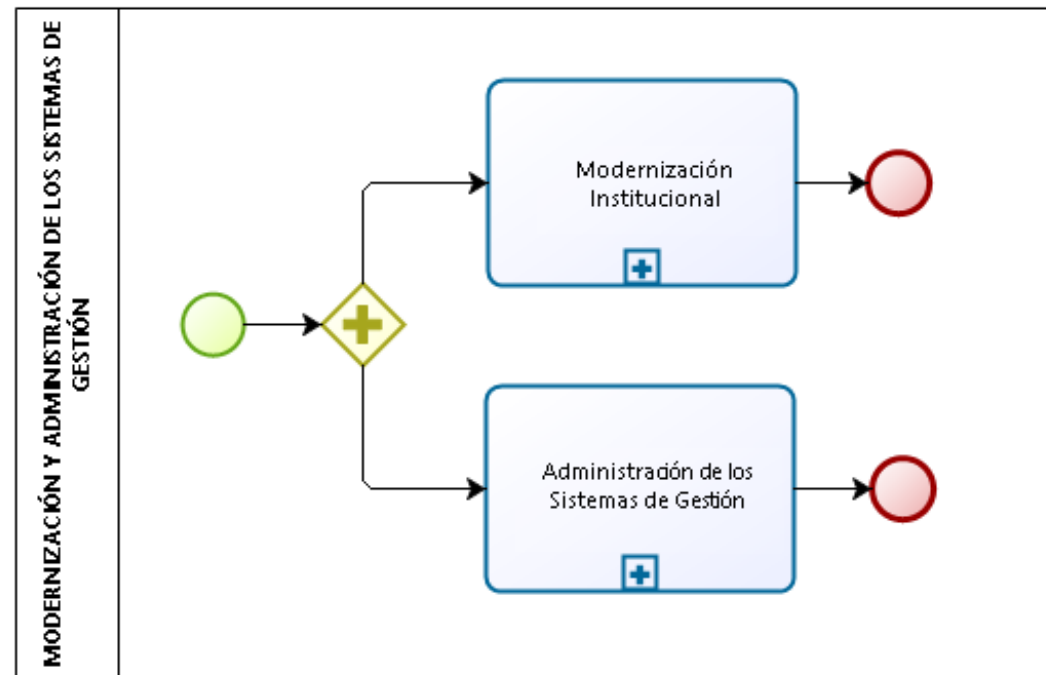 MODERNIZACIÓN Y ADMINISTRACIÓN DE LOS SISTEMAS DE
GESTIÓN
Modernización
Institucional
Administración de los
Sistemas de Gestión